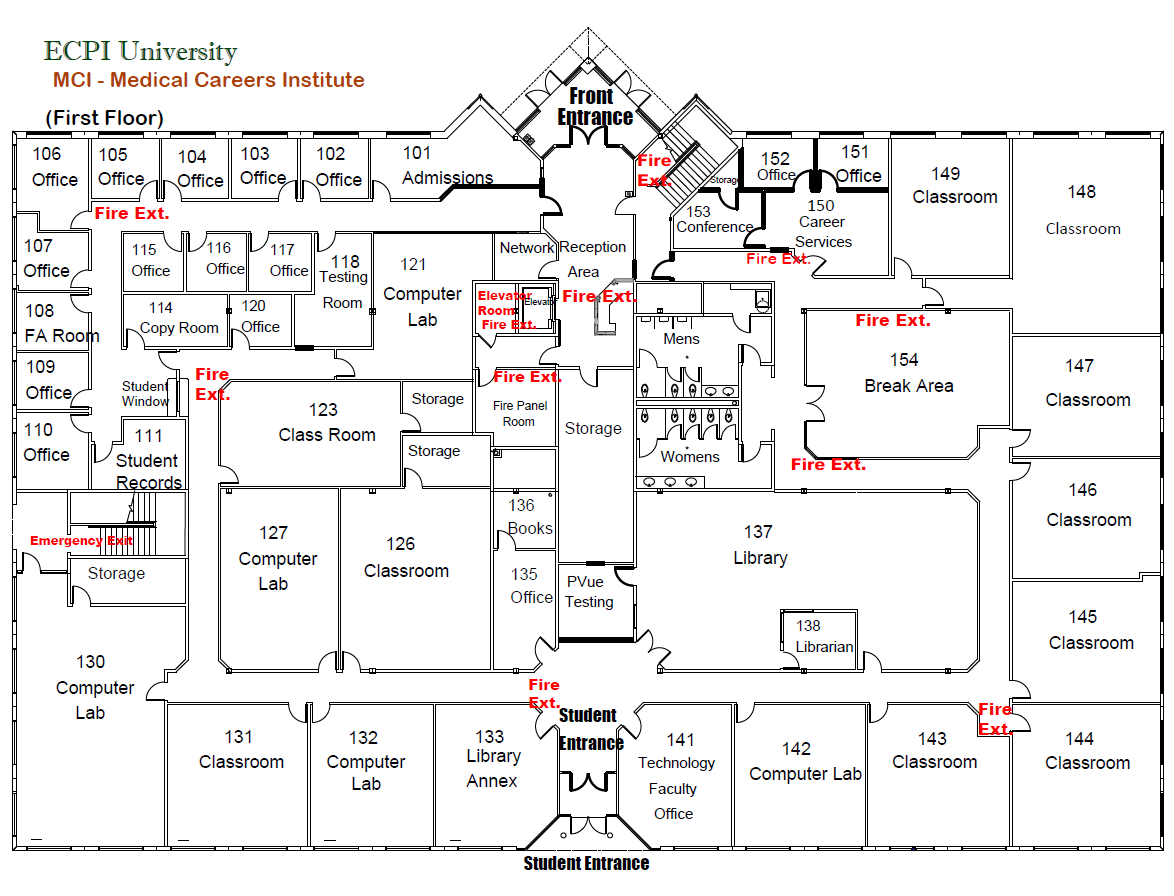 ECPI University
MCI - Medical Careers Institute
(First Floor)
Front
Entrance
106
Office
105
Office
104
Office
103
Office
102
Office
101
Admissions
Fire
Ext.
Storage
152
Office
151
Office
149
Classroom
148
Classroom
Fire Ext.
153
Conference
150
Career
Services
107
Office
115
Office
116
Office
117
Office
118
Testing
Room
121
Computer
Lab
Network
Reception
Area
Fire Ext.
108
FA Room
114
Copy Room
120
Office
Elevator
Room
Fire Ext.
Elevator
Fire Ext.
Mens
Fire Ext.
154
Break Area
147
Classroom
109
Office
Student
Window
Fire
Ext.
123
Class Room
Storage
Fire Ext.
Fire Panel
Room
Storage
110
Office
111
Student
Records
Storage
Womens
Fire Ext.
146
Classroom
Emergency Exit
Storage
127
Computer
Lab
126
Classroom
136
Books
135
Office
PVue
Testing
137
Library
138
Librarian
145
Classroom
130
Computer
Lab
Fire
Ext.
Student
Entrance
Fire
Ext.
131
Classroom
132
Computer
Lab
133
Library
Annex
141
Technology
Faculty
Office
142
Computer Lab
143
Classroom
144
Classroom
Student Entrance